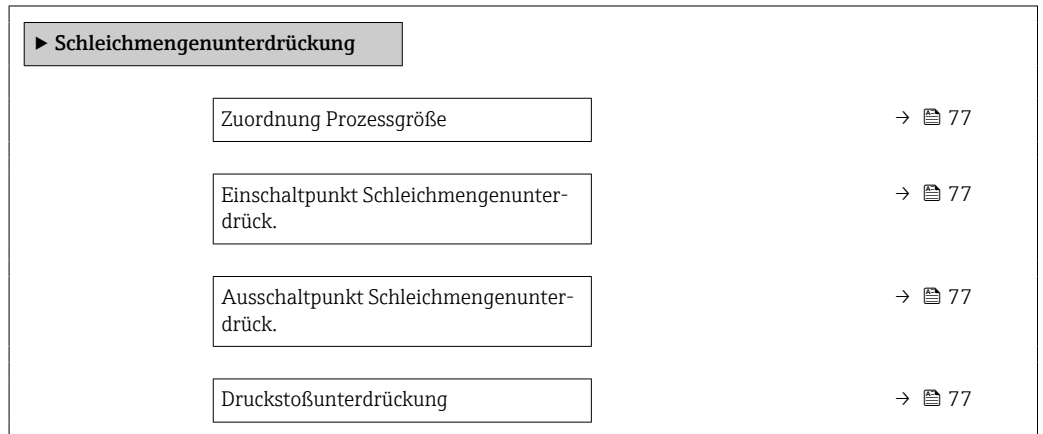 ▶ Schleichmengenunterdrückung
Zuordnung Prozessgröße → 77
Einschaltpunkt Schleichmengenunter-
drück. → 77
Ausschaltpunkt Schleichmengenunter-
drück. → 77
Druckstoßunterdrückung → 77